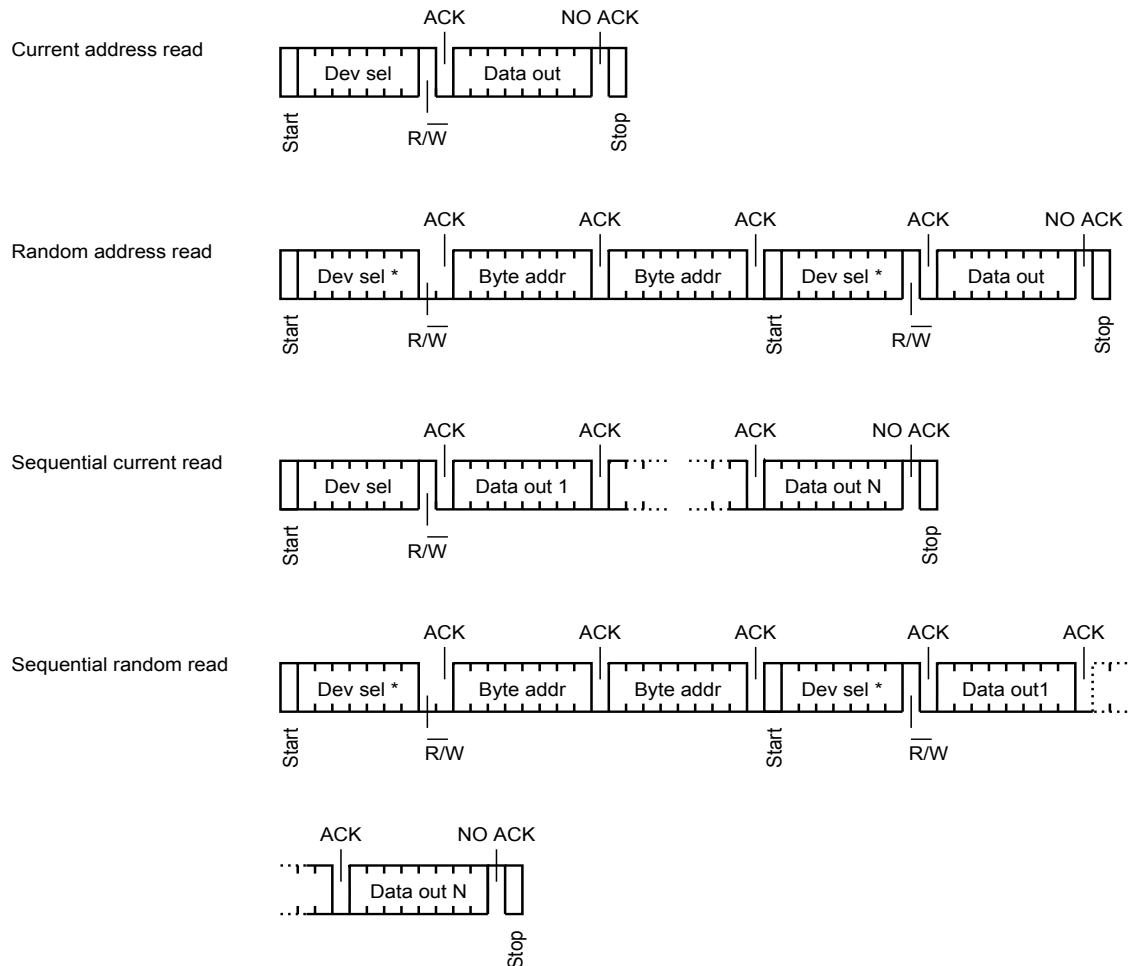 ACK NO ACK
Current address read
Dev sel Data out
Start R/W̅ Stop
ACK ACK ACK ACK NO ACK
Random address read
Dev sel * Byte addr Byte addr Dev sel * Data out
Start R/W̅ Start R/W̅ Stop
ACK ACK ACK NO ACK
Sequential current read
Dev sel Data out 1 Data out N
Start R/W̅ Stop
ACK ACK ACK ACK ACK
Sequential random read
Dev sel * Byte addr Byte addr Dev sel * Data out1
Start R̅/W Start R̅/W
ACK NO ACK
Data out N
Stop